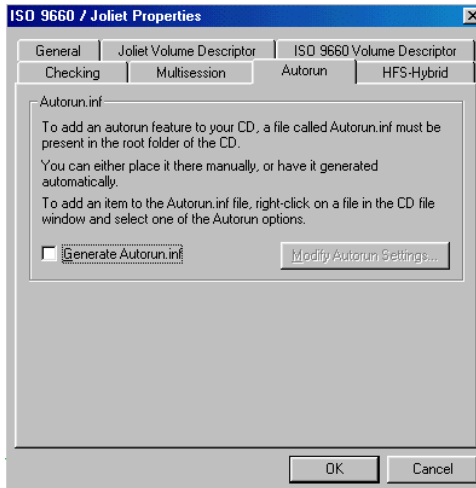 ISO 9660 / Joliet Properties
General Joliet Volume Descriptor ISO 9660 Volume Descriptor
Checking Multisession Autorun HFS-Hybrid
Autorun.inf
To add an autorun feature to your CD, a file called Autorun.inf must be
present in the root folder of the CD.
You can either place it there manually, or have it generated
automatically.
To add an item to the Autorun.inf file, right-click on a file in the CD file
window and select one of the Autorun options.
Generate Autorun.inf Modify Autorun Settings...
OK Cancel